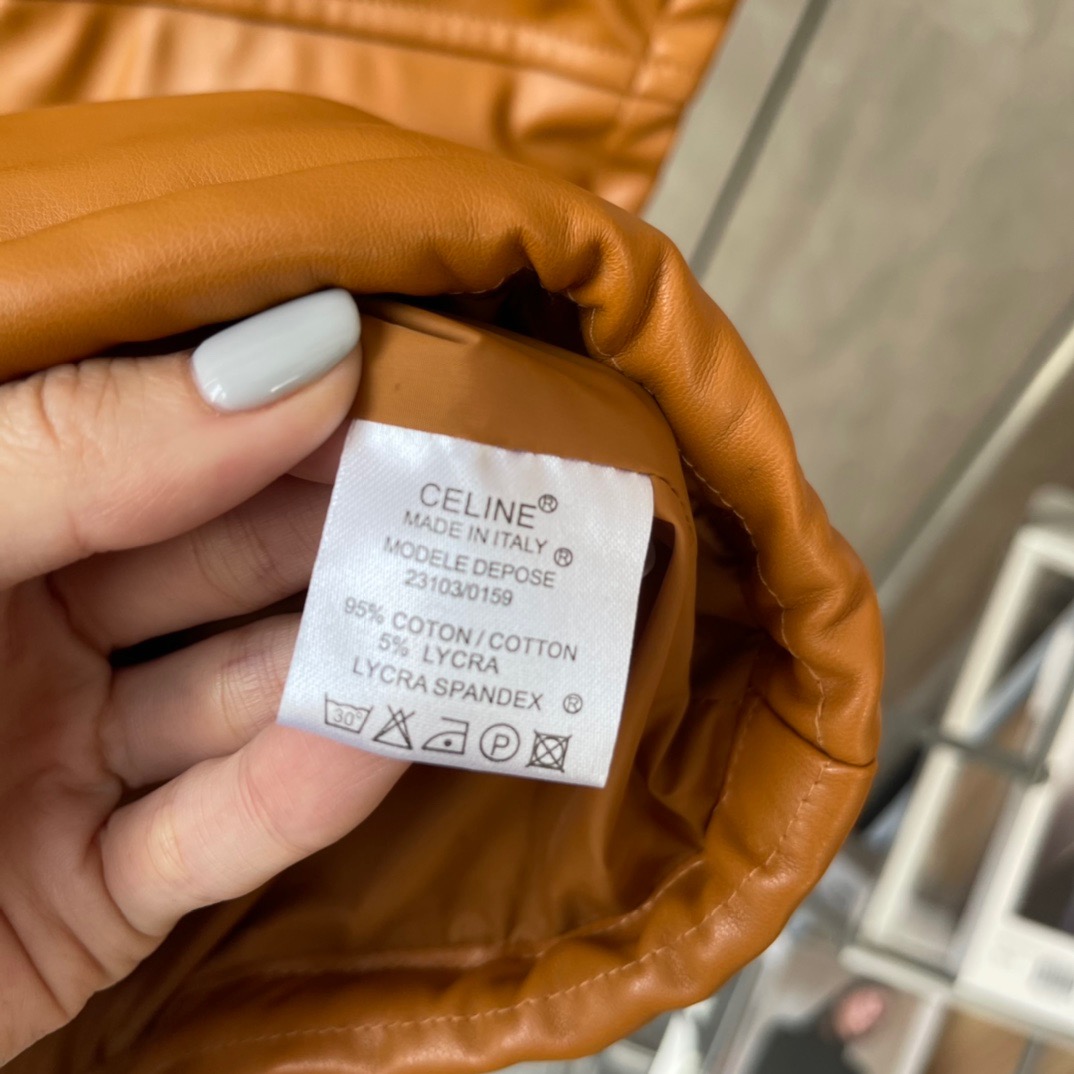 CELINE®
MADE IN ITALY ®
MODELE DEPOSE
23103/0159
95% COTON / COTTON
5% LYCRA
LYCRA SPANDEX ®
30° P